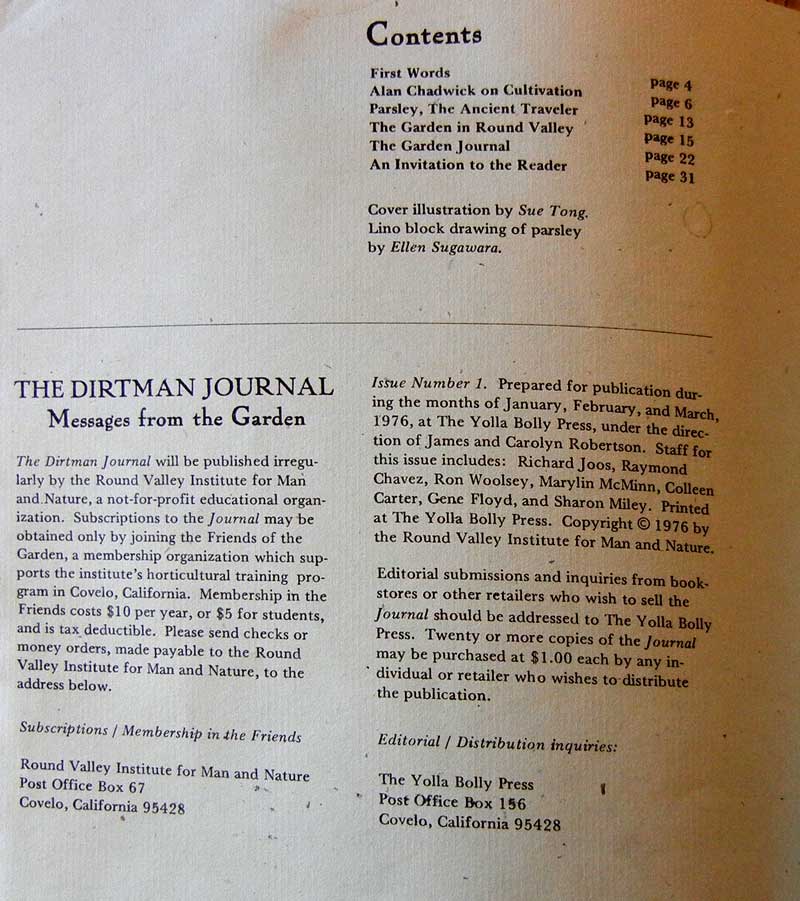 Contents
First Words page 4
Alan Chadwick on Cultivation page 6
Parsley, The Ancient Traveler page 13
The Garden in Round Valley page 15
The Garden Journal page 22
An Invitation to the Reader page 31
Cover illustration by Sue Tong.
Lino block drawing of parsley
by Ellen Sugawara.
THE DIRTMAN JOURNAL
Messages from the Garden
The Dirtman Journal will be published irregu-
larly by the Round Valley Institute for Man
and Nature, a not-for-profit educational organ-
ization. Subscriptions to the Journal may be
obtained only by joining the Friends of the
Garden, a membership organization which sup-
ports the institute's horticultural training pro-
gram in Covelo, California. Membership in the
Friends costs $10 per year, or $5 for students,
and is tax deductible. Please send checks or
money orders, made payable to the Round
Valley Institute for Man and Nature, to the
address below.
Subscriptions / Membership in the Friends
Round Valley Institute for Man and Nature
Post Office Box 67
Covelo, California 95428
Issue Number 1. Prepared for publication dur-
ing the months of January, February, and March,
1976, at The Yolla Bolly Press, under the direc-
tion of James and Carolyn Robertson. Staff for
this issue includes: Richard Joos, Raymond
Chavez, Ron Woolsey, Marylin McMinn, Colleen
Carter, Gene Floyd, and Sharon Miley. Printed
at The Yolla Bolly Press. Copyright © 1976 by
the Round Valley Institute for Man and Nature.
Editorial submissions and inquiries from book-
stores or other retailers who wish to sell the
Journal should be addressed to The Yolla Bolly
Press. Twenty or more copies of the Journal
may be purchased at $1.00 each by any in-
dividual or retailer who wishes to distribute
the publication.
Editorial / Distribution inquiries:
The Yolla Bolly Press
Post Office Box 156
Covelo, California 95428